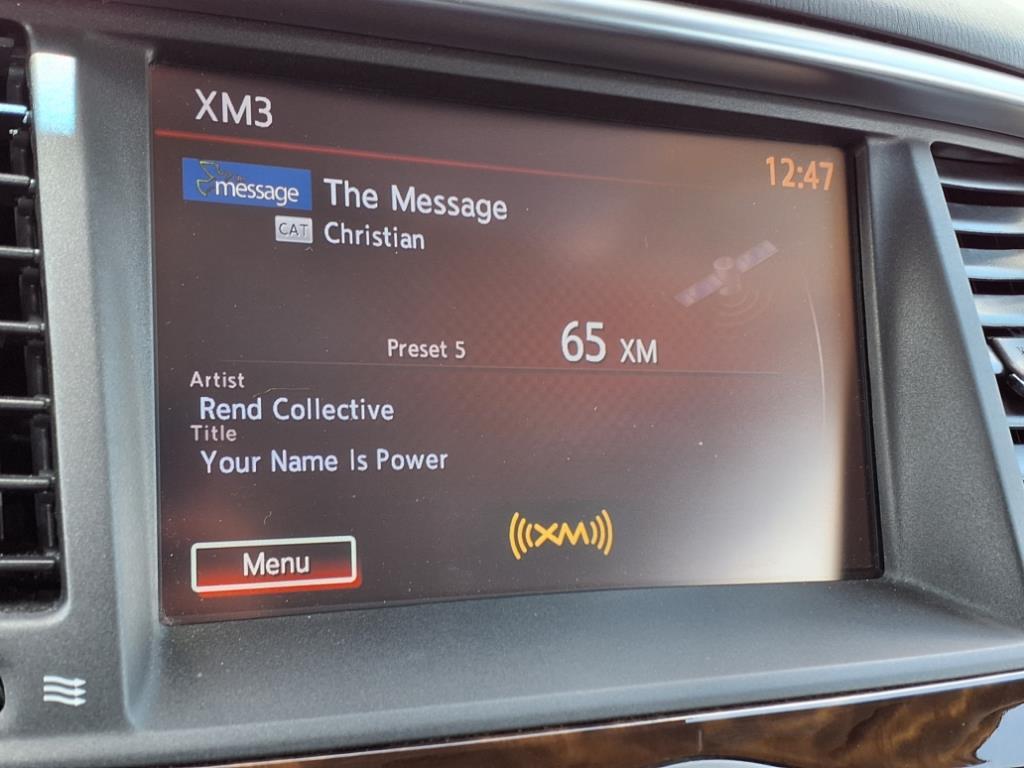 XM3
12:47
message
The Message
CAT
Christian
Preset 5
65 XM
Artist
Rend Collective
Title
Your Name Is Power
((XM))
Menu